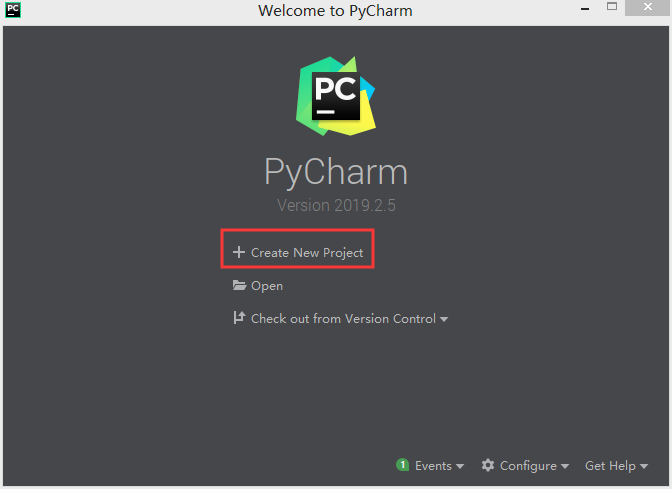 PC
Welcome to PyCharm
PC
PyCharm
Version 2019.2.5
Create New Project
Open
Check out from Version Control
1 Events Configure Get Help